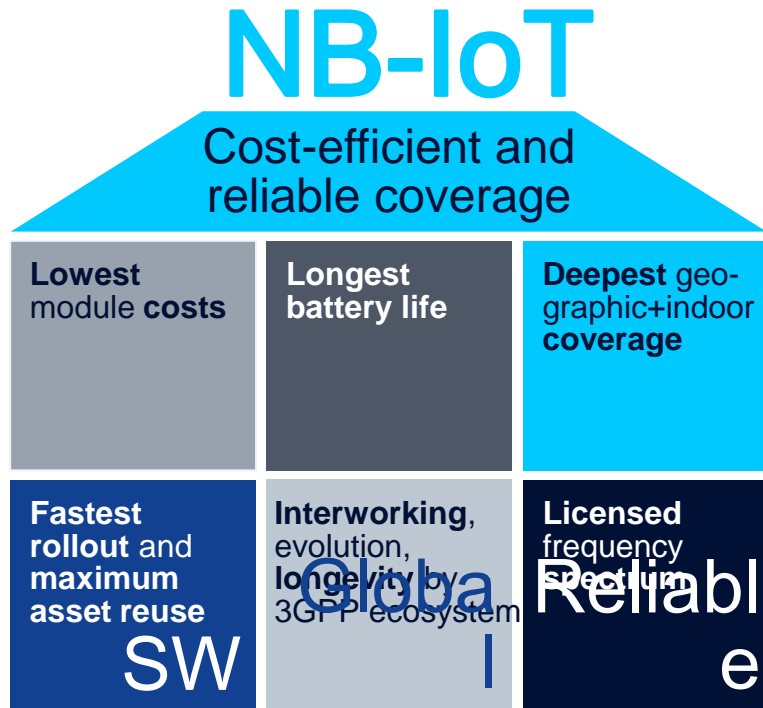 NB-IoT
Cost-efficient and
reliable coverage
Lowest
module costs
Longest
battery life
Deepest geo-
graphic+indoor
coverage
Fastest
rollout and
maximum
asset reuse
SW
Interworking,
evolution,
longevity by
3GPP ecosystem
Globa
l
Licensed
frequency
spectrum
Reliabl
e